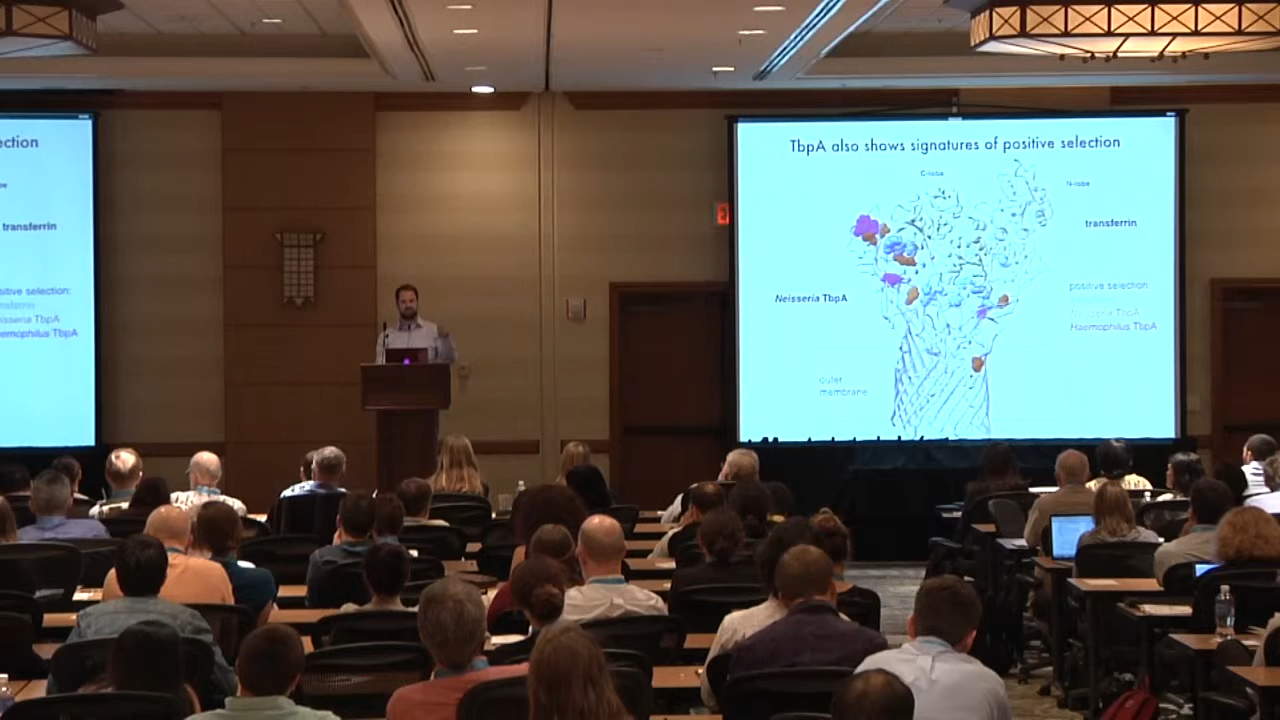 ection
transferrin
sitive selection:
nsferrin
isseria TbpA
aemophilus TbpA
TbpA also shows signatures of positive selection
C-lobe
N-lobe
transferrin
positive selection
Neisseria TbpA
Neisseria TbpA
Haemophilus TbpA
outer
membrane